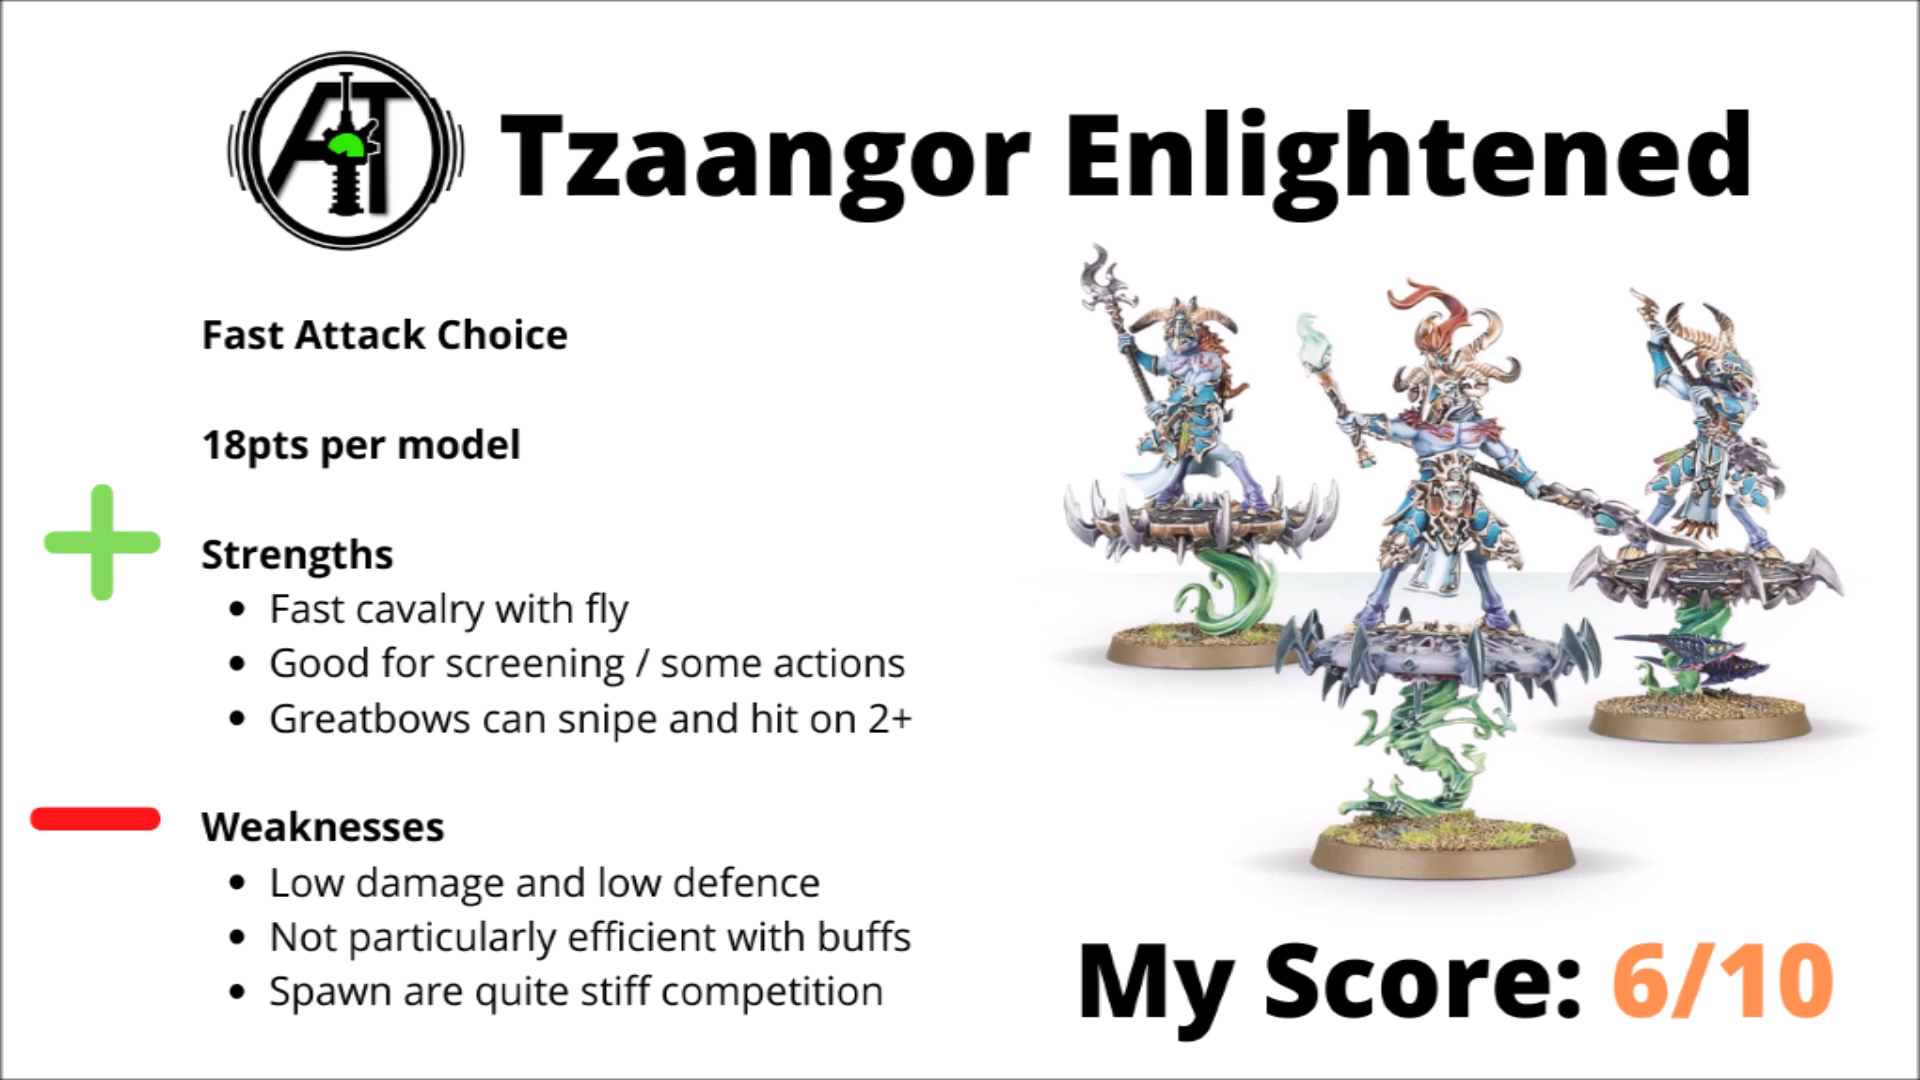 AT
Tzaangor Enlightened
Fast Attack Choice
18pts per model
Strengths
• Fast cavalry with fly
• Good for screening / some actions
• Greatbows can snipe and hit on 2+
Weaknesses
• Low damage and low defence
• Not particularly efficient with buffs
• Spawn are quite stiff competition
My Score: 6/10